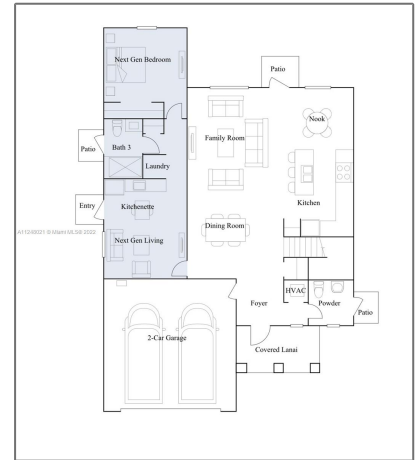 Next Gen Bedroom
Patio
Nook
Family Room
Patio
Bath 3
Laundry
Entry
Kitchenette
Kitchen
Dining Room
A11249021 © Miami MLS® 2022
Next Gen Living
HVAC
Foyer
Powder
Patio
2-Car Garage
Covered Lanai